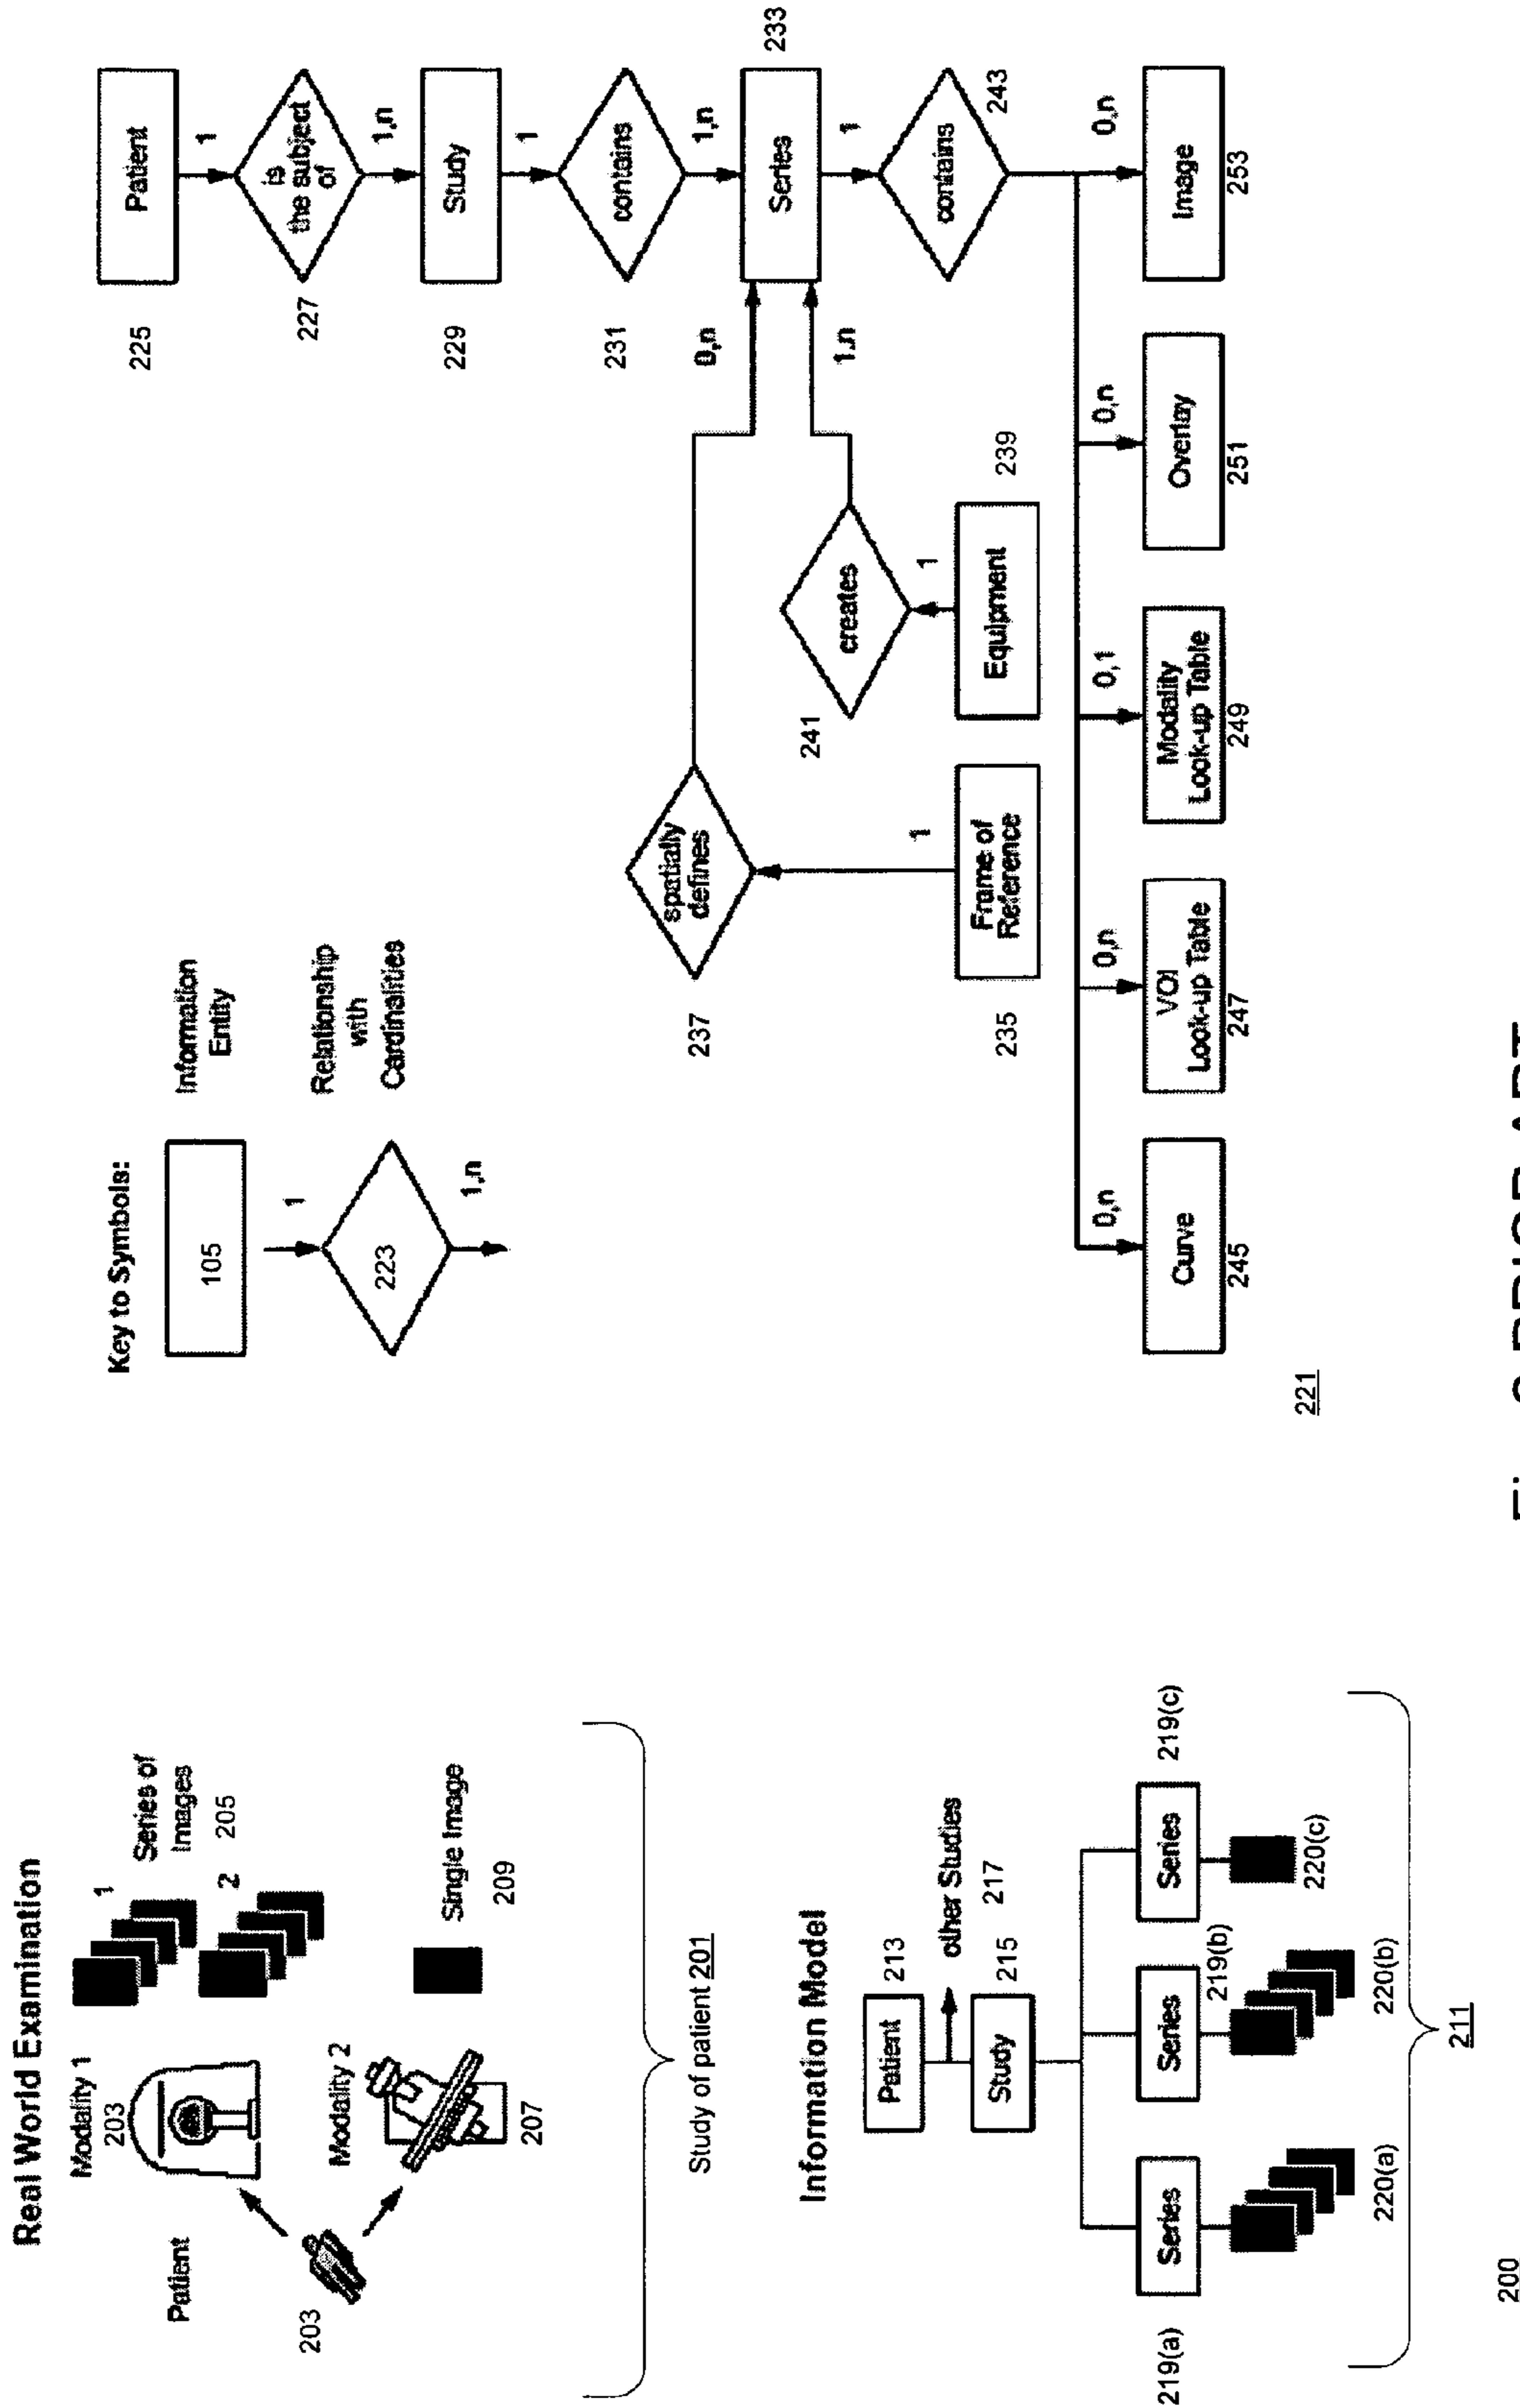 Real World Examination
Patient
203
Modality 1
203
1
2
Series of
Images
205
Modality 2
207
Single Image
209
Study of patient 201
Information Model
Patient
213
other Studies
217
Study
215
219(a)
Series
Series
219(b)
Series
219(c)
220(a)
220(b)
220(c)
211
200
Key to Symbols:
105
Information
Entity
1
223
1,n
Relationship
with
Cardinalities
225
Patient
1
227
is
the subject
of
1,n
229
Study
1
231
contains
1,n
0,n
Series
233
1,n
237
spatially
defines
1
235
Frame of
Reference
241
creates
1
239
Equipment
1
contains
243
0,n
Curve
245
0,n
VOI
Look-up Table
247
0,1
Modality
Look-up Table
249
0,n
Overlay
251
0,n
Image
253
221